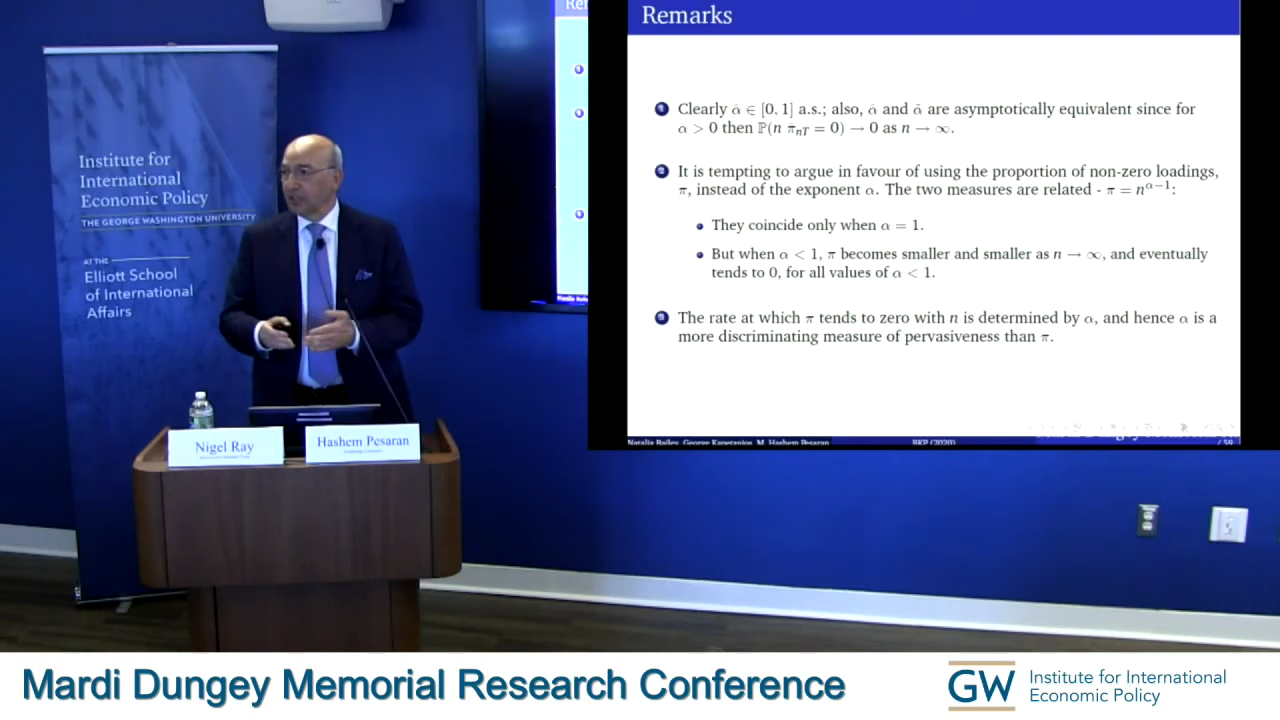 Institute for
International
Economic Policy
THE GEORGE WASHINGTON UNIVERSITY
AT THE
Elliott School
of International
Affairs
Nigel Ray
Hashem Pesaran
Remarks
1 Clearly α̂ ∈ [0, 1] a.s.; also, α̂ and α̃ are asymptotically equivalent since for
α > 0 then ℙ(n π̂nT = 0) → 0 as n → ∞.
2 It is tempting to argue in favour of using the proportion of non-zero loadings,
π, instead of the exponent α. The two measures are related - π = n^(α−1):
They coincide only when α = 1.
But when α < 1, π becomes smaller and smaller as n → ∞, and eventually
tends to 0, for all values of α < 1.
3 The rate at which π tends to zero with n is determined by α, and hence α is a
more discriminating measure of pervasiveness than π.
Natalia Bailey, George Kapetanios, M. Hashem Pesaran
BKP (2020)
/ 59
Mardi Dungey Memorial Research Conference
GW
Institute for International
Economic Policy